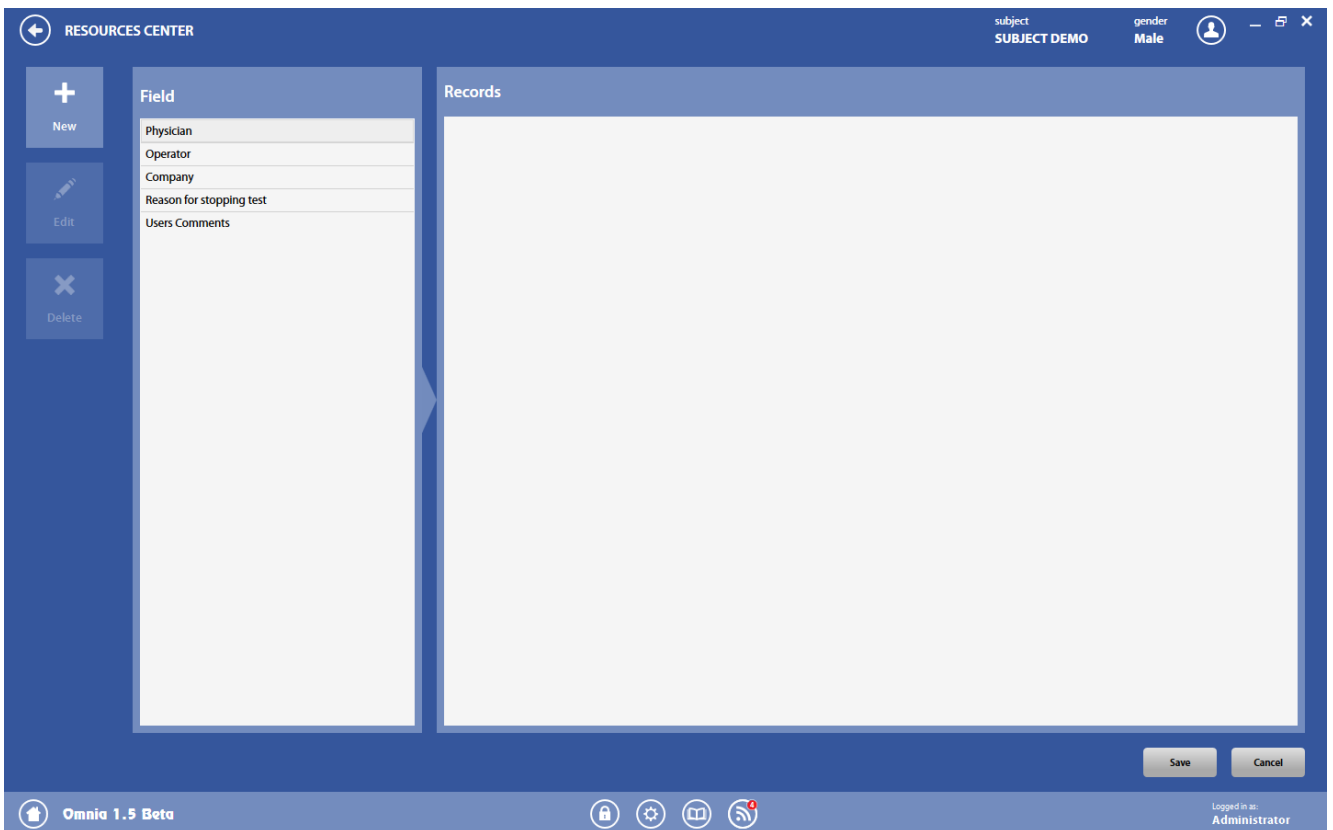 RESOURCES CENTER
subject
SUBJECT DEMO
gender
Male
New
Edit
Delete
Field
Physician
Operator
Company
Reason for stopping test
Users Comments
Records
Save
Cancel
Omnia 1.5 Beta
4
Logged in as:
Administrator